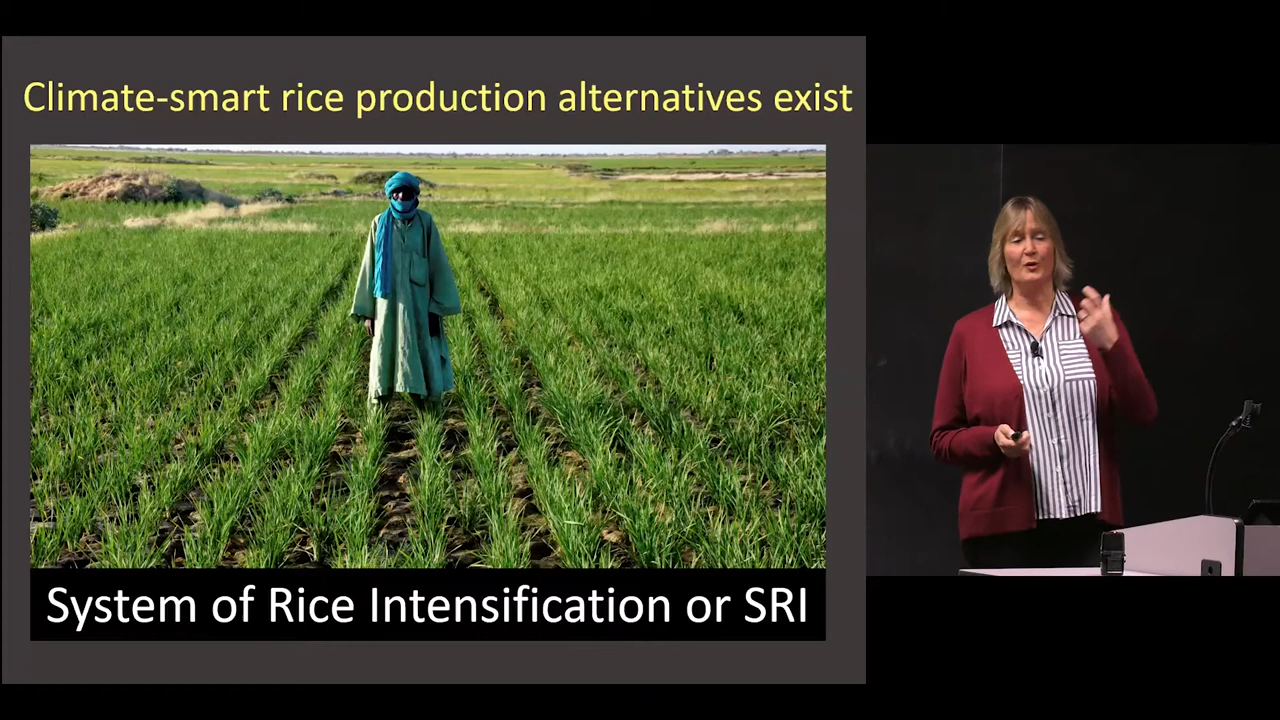 Climate-smart rice production alternatives exist
System of Rice Intensification or SRI